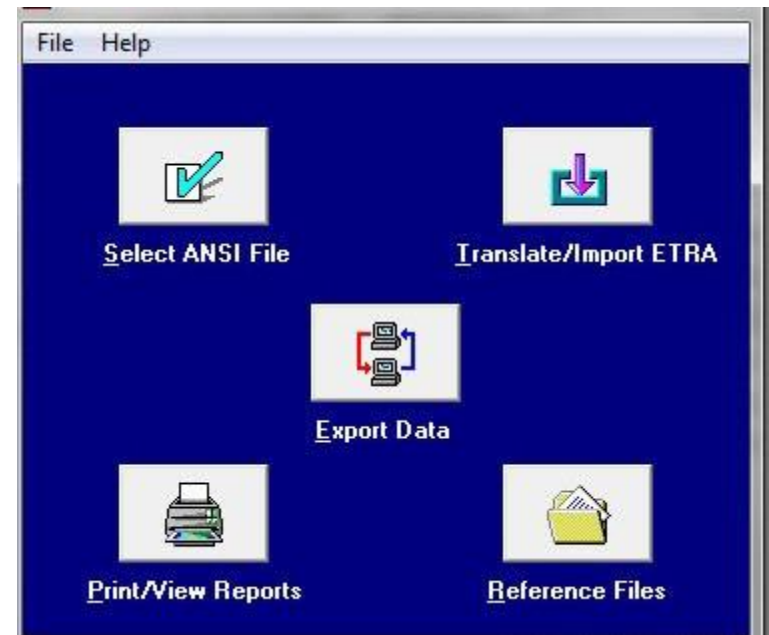 File Help
Select ANSI File
Translate/Import ETRA
Export Data
Print/View Reports
Reference Files